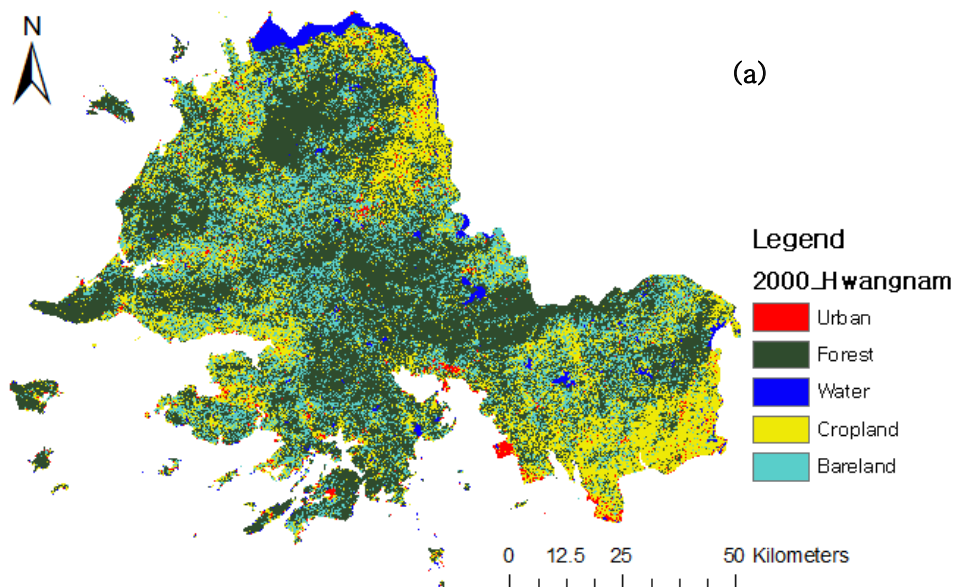 N
(a)
Legend
2000_Hwangnam
Urban
Forest
Water
Cropland
Bareland
0 12.5 25 50 Kilometers